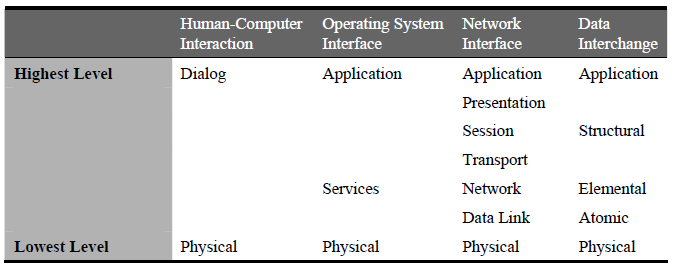 Human-Computer Interaction Operating System Interface Network Interface Data Interchange
Highest Level Dialog Application Application Application
Presentation
Session Structural
Transport
Services Network Elemental
Data Link Atomic
Lowest Level Physical Physical Physical Physical